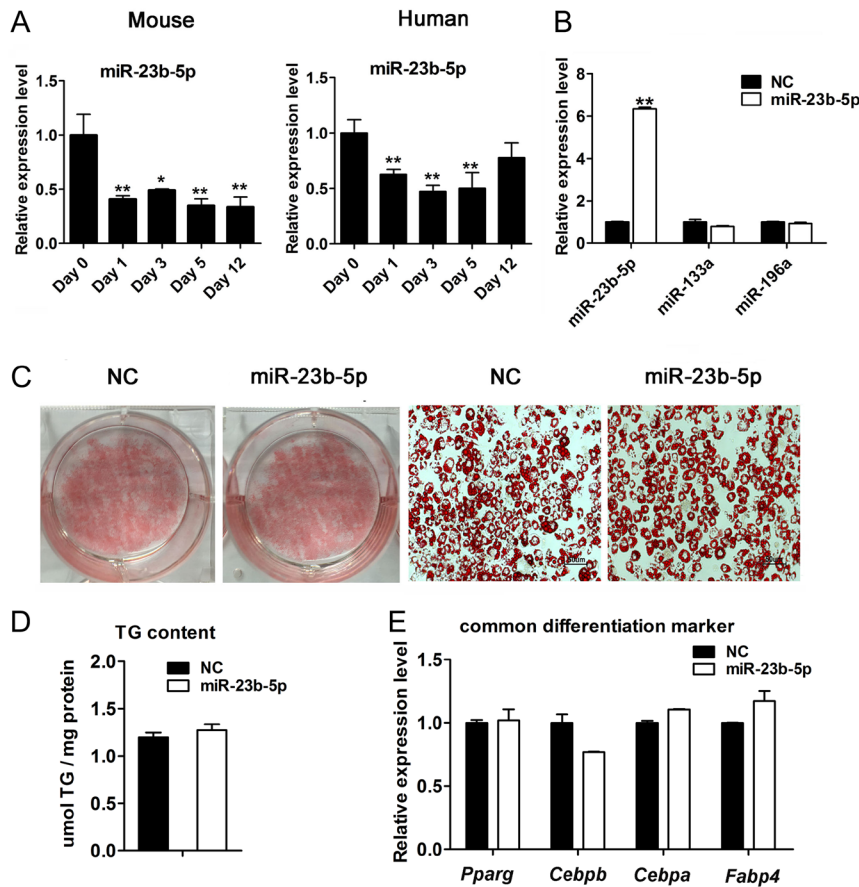 A
Mouse
Human
miR-23b-5p
Relative expression level
1.5
1.0
0.5
0.0
Day 0
Day 1
Day 3
Day 5
Day 12
**
*
**
**
miR-23b-5p
Relative expression level
1.5
1.0
0.5
0.0
Day 0
Day 1
Day 3
Day 5
Day 12
**
**
**
B
NC
miR-23b-5p
Relative expression level
8
6
4
2
0
**
miR-23b-5p
miR-133a
miR-196a
C
NC
miR-23b-5p
NC
miR-23b-5p
D
TG content
NC
miR-23b-5p
umol TG / mg protein
2.0
1.5
1.0
0.5
0.0
E
common differentiation marker
NC
miR-23b-5p
Relative expression level
1.5
1.0
0.5
0.0
Pparg
Cebpb
Cebpa
Fabp4